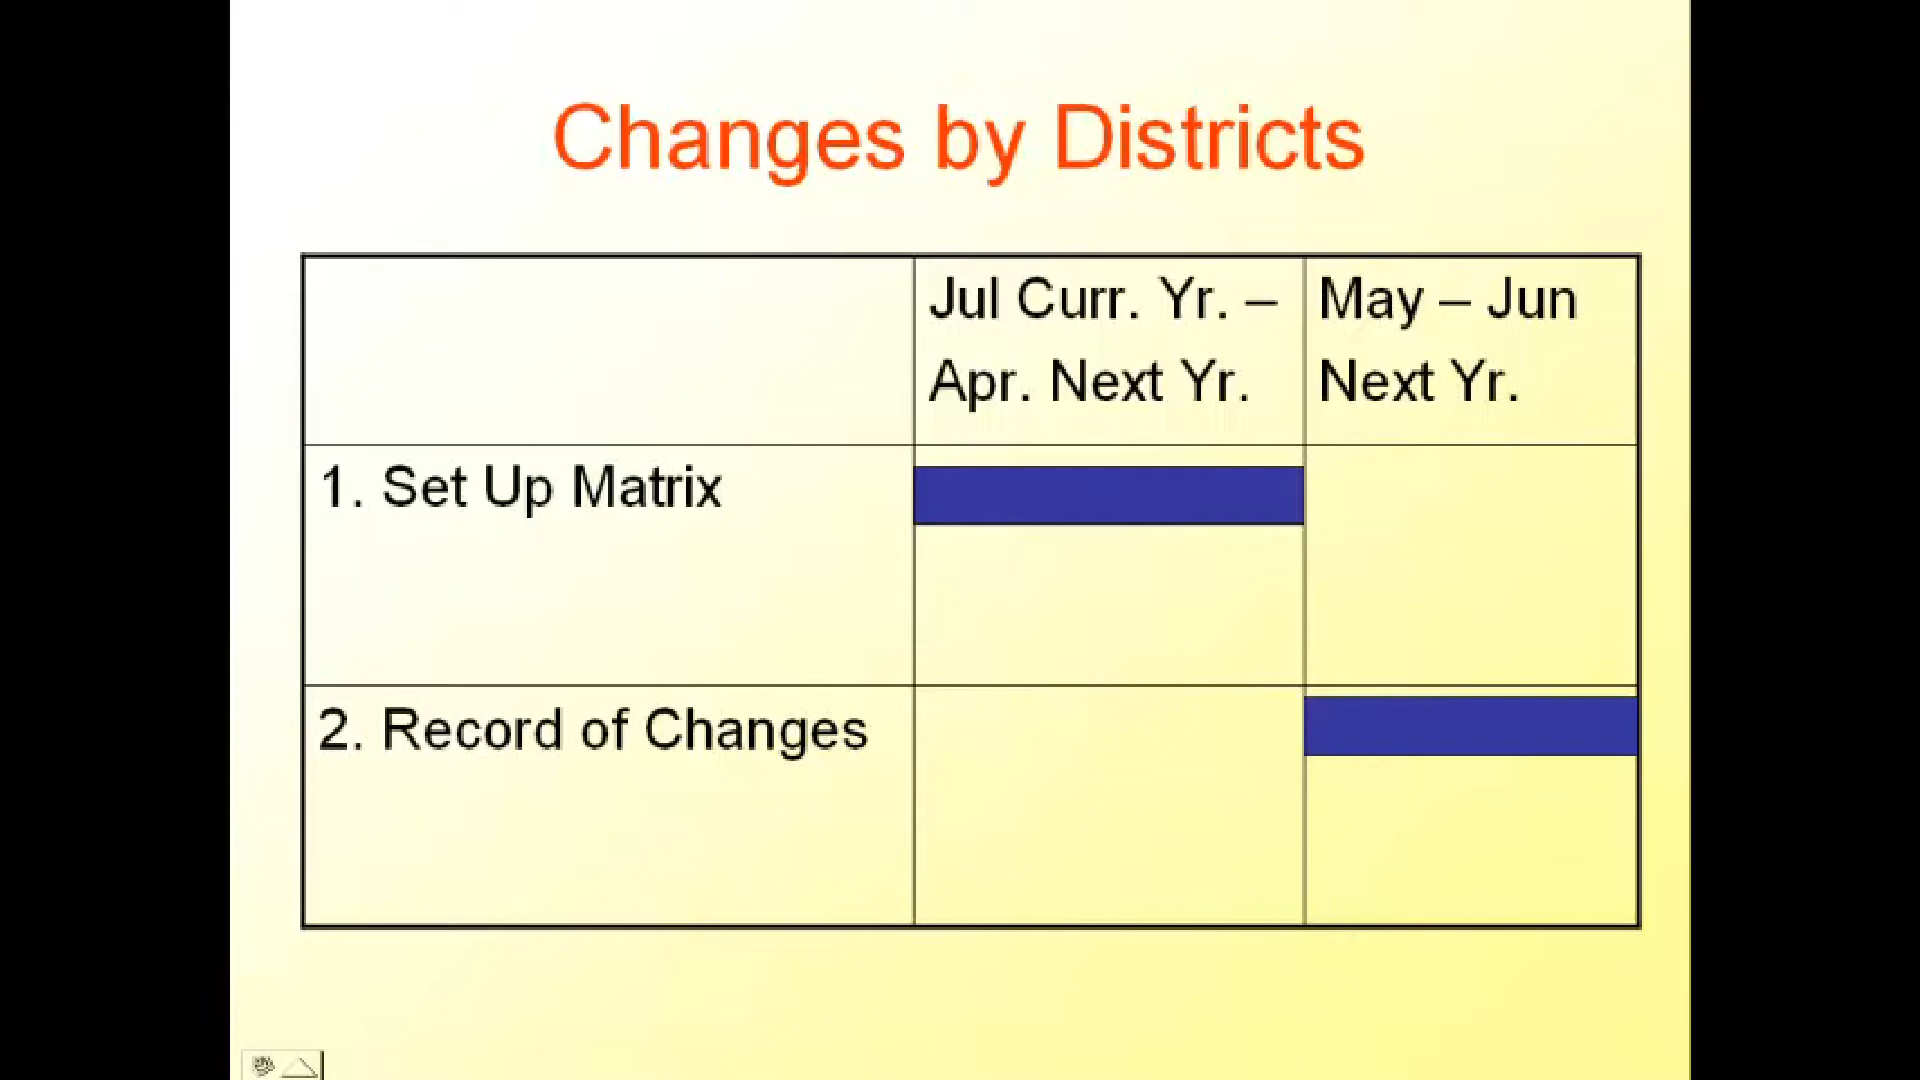 Changes by Districts
Jul Curr. Yr. –
Apr. Next Yr.
May – Jun
Next Yr.
1. Set Up Matrix
2. Record of Changes